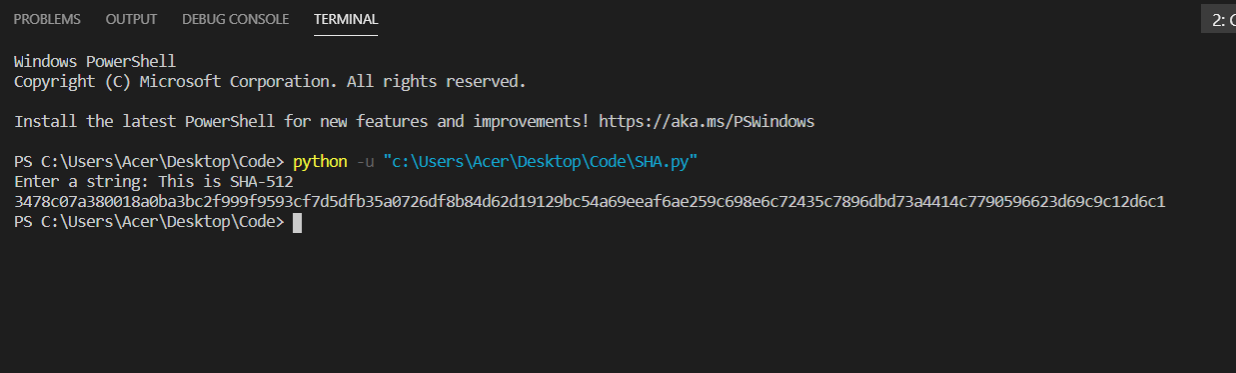 PROBLEMS OUTPUT DEBUG CONSOLE TERMINAL 2:
Windows PowerShell
Copyright (C) Microsoft Corporation. All rights reserved.
Install the latest PowerShell for new features and improvements! https://aka.ms/PSWindows
PS C:\Users\Acer\Desktop\Code> python -u "c:\Users\Acer\Desktop\Code\SHA.py"
Enter a string: This is SHA-512
3478c07a380018a0ba3bc2f999f9593cf7d5dfb35a0726df8b84d62d19129bc54a69eeaf6ae259c698e6c72435c7896dbd73a4414c7790596623d69c9c12d6c1
PS C:\Users\Acer\Desktop\Code>